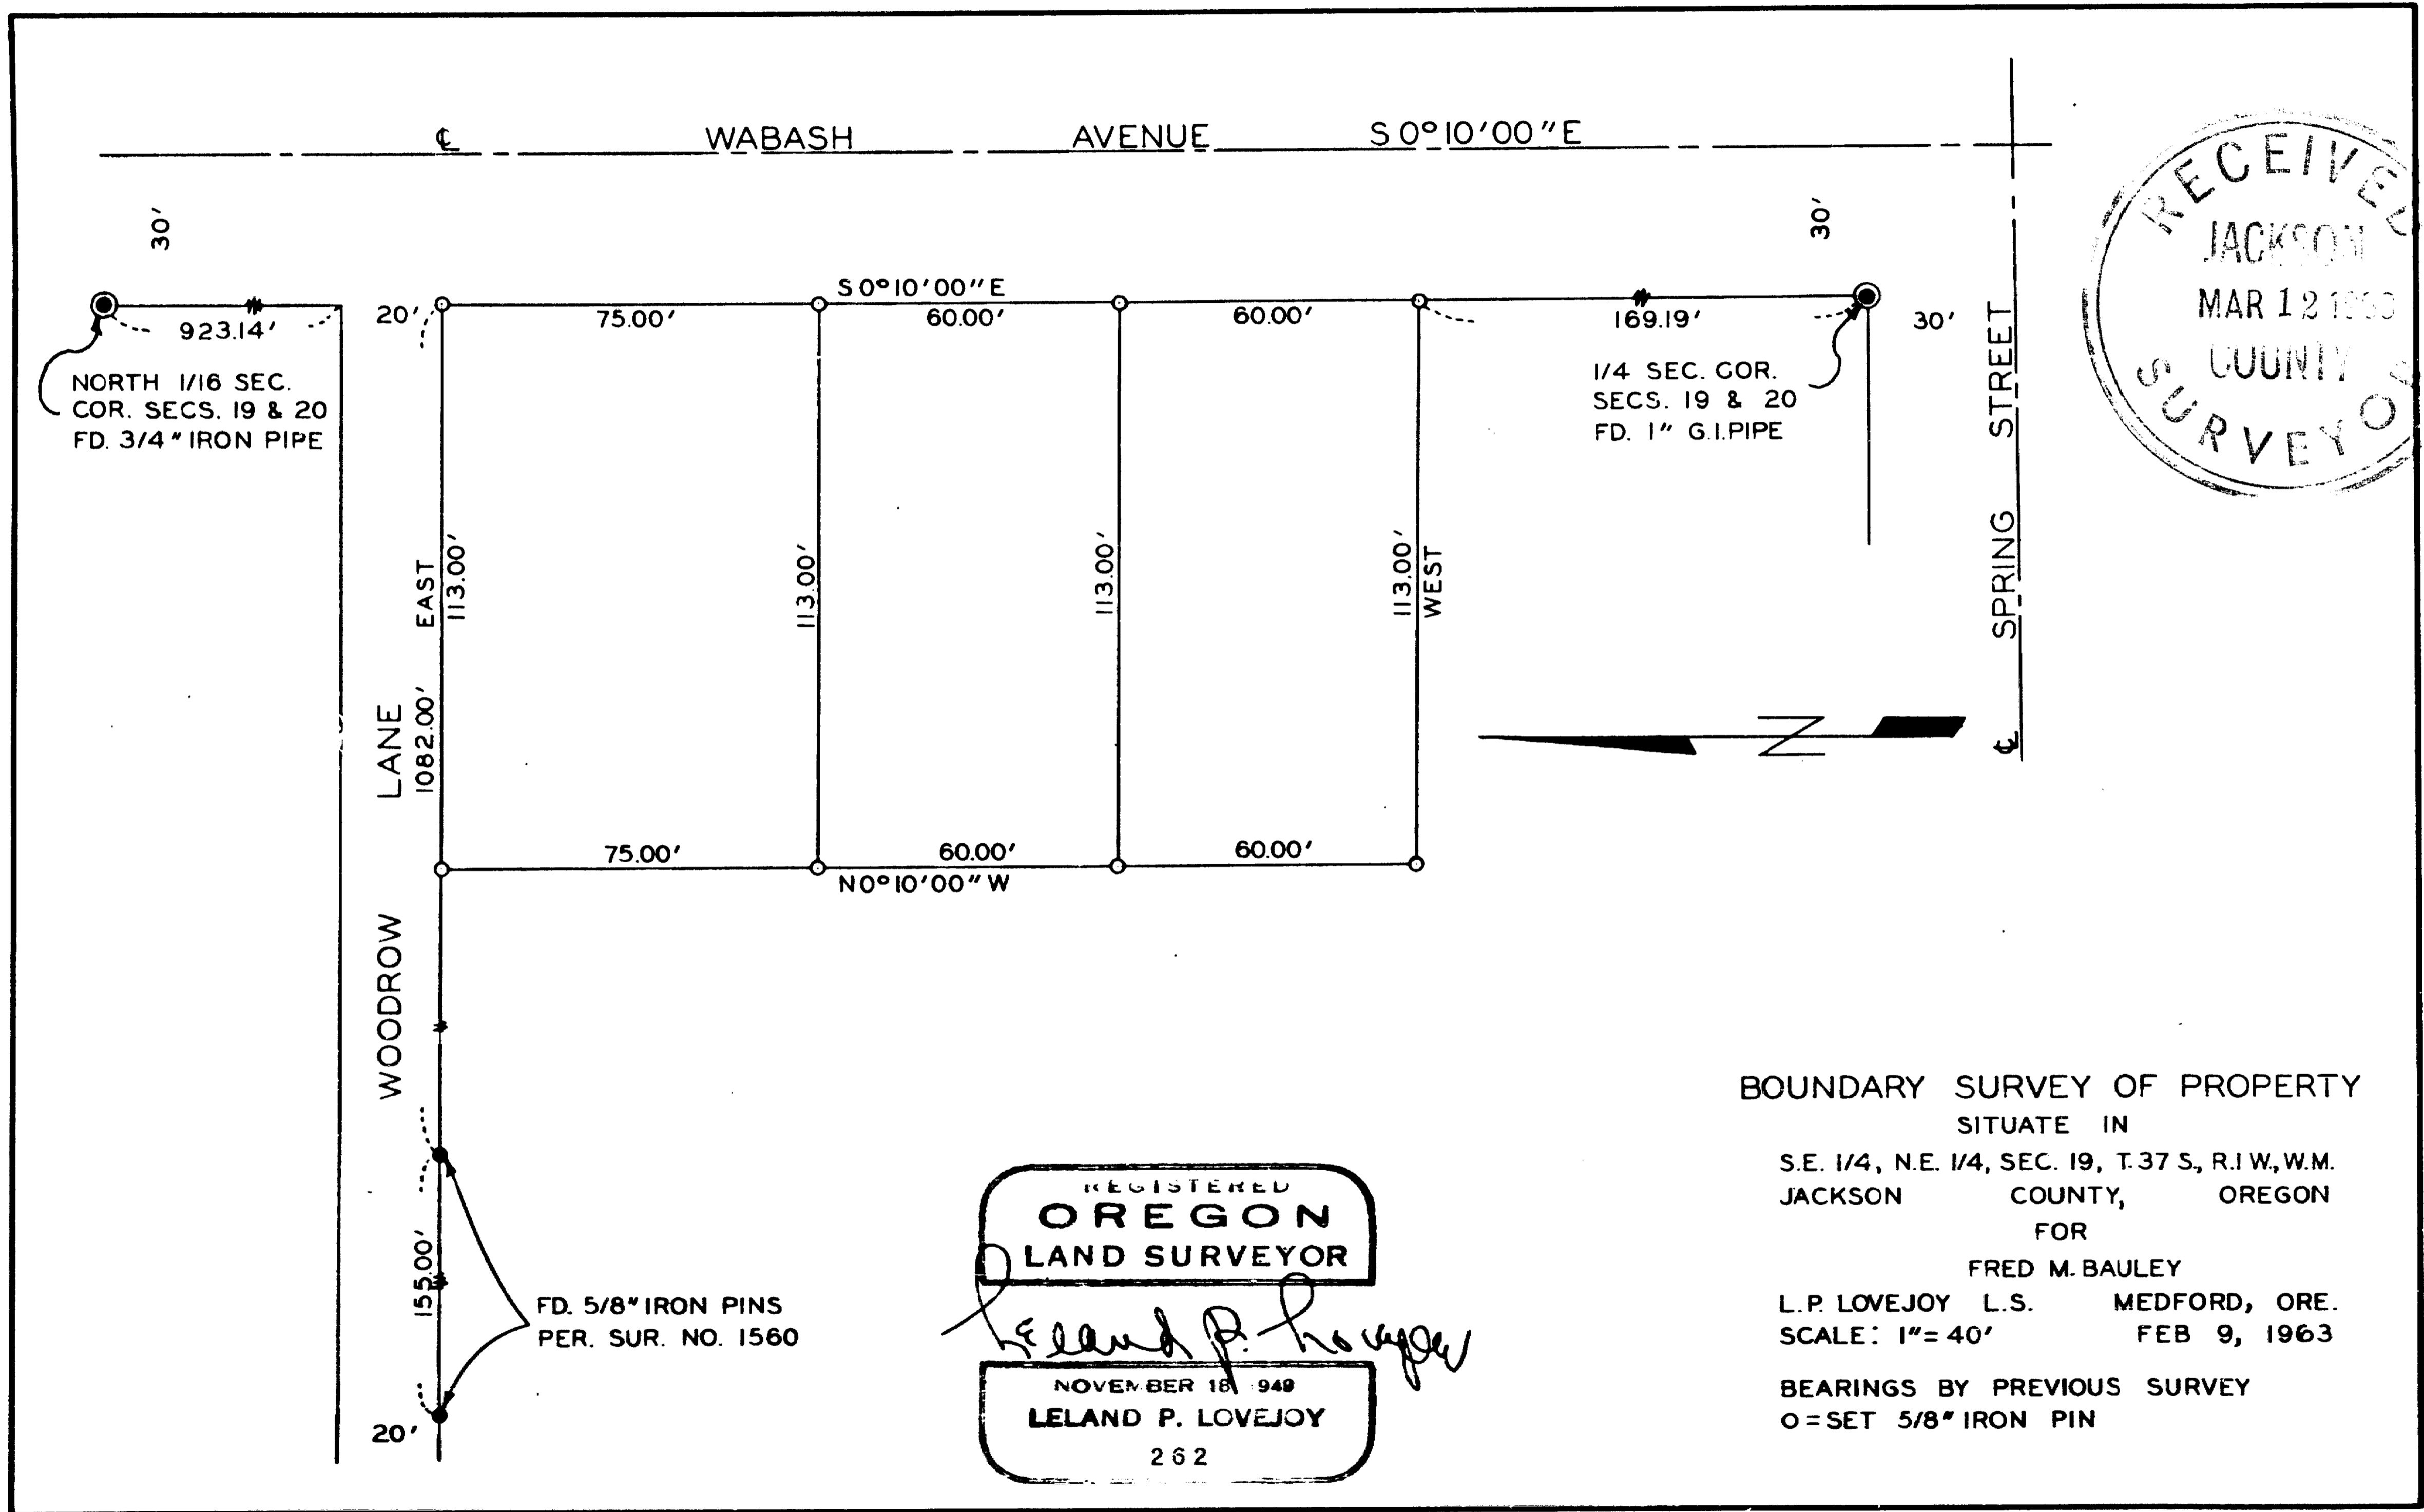 ℄ WABASH AVENUE S 0°10'00"E
30'
30'
S 0°10'00"E
923.14'
20'
75.00'
60.00'
60.00'
169.19'
30'
NORTH 1/16 SEC.
COR. SECS. 19 & 20
FD. 3/4" IRON PIPE
1/4 SEC. COR.
SECS. 19 & 20
FD. 1" G.I. PIPE
SPRING STREET
℄
RECEIVED
JACKSON
MAR 12
COUNTY
SURVEYOR
EAST
113.00'
113.00'
113.00'
113.00'
WEST
WOODROW LANE
1082.00'
N
75.00'
60.00'
60.00'
N 0°10'00" W
155.00'
20'
FD. 5/8" IRON PINS
PER. SUR. NO. 1560
REGISTERED
OREGON
LAND SURVEYOR
Leland P. Lovejoy
NOVEMBER 18 949
LELAND P. LOVEJOY
262
BOUNDARY SURVEY OF PROPERTY
SITUATE IN
S.E. 1/4, N.E. 1/4, SEC. 19, T. 37 S., R. 1 W., W.M.
JACKSON COUNTY, OREGON
FOR
FRED M. BAULEY
L. P. LOVEJOY L.S. MEDFORD, ORE.
SCALE: 1"= 40' FEB 9, 1963
BEARINGS BY PREVIOUS SURVEY
O = SET 5/8" IRON PIN